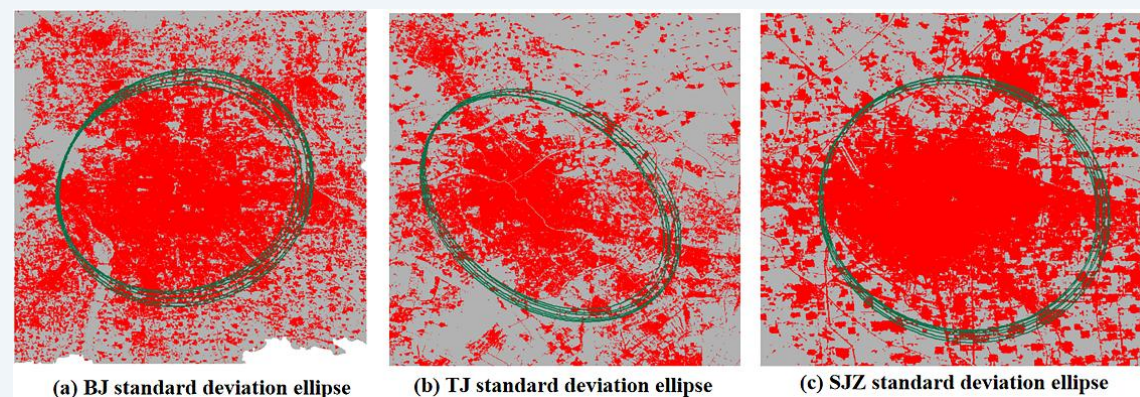 (a) BJ standard deviation ellipse
(b) TJ standard deviation ellipse
(c) SJZ standard deviation ellipse